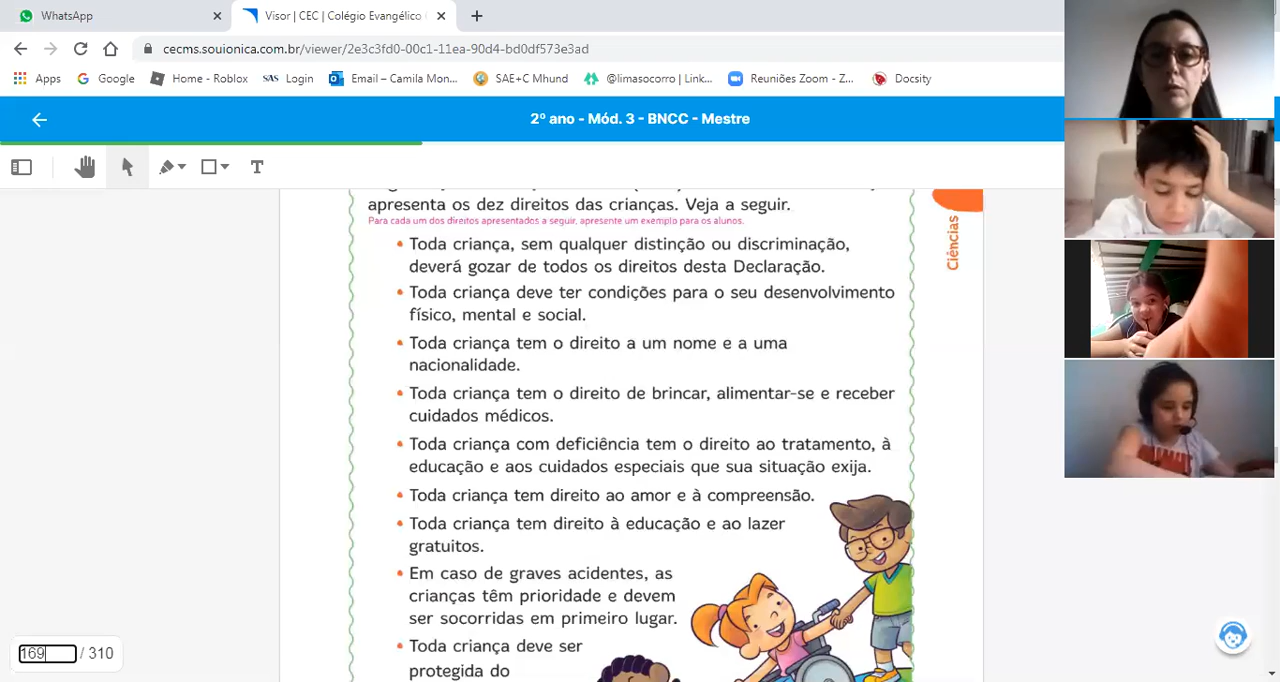 WhatsApp
Visor | CEC | Colégio Evangélico
cecms.souionica.com.br/viewer/2e3c3fd0-00c1-11ea-90d4-bd0df573e3ad
Apps Google Home - Roblox SAS Login Email – Camila Mon... SAE+C Mhund @limasocorro | Link... Reuniões Zoom - Z... Docsity
2º ano - Mód. 3 - BNCC - Mestre
T
apresenta os dez direitos das crianças. Veja a seguir.
Para cada um dos direitos apresentados a seguir, apresente um exemplo para os alunos.
Ciências
• Toda criança, sem qualquer distinção ou discriminação,
deverá gozar de todos os direitos desta Declaração.
• Toda criança deve ter condições para o seu desenvolvimento
físico, mental e social.
• Toda criança tem o direito a um nome e a uma
nacionalidade.
• Toda criança tem o direito de brincar, alimentar-se e receber
cuidados médicos.
• Toda criança com deficiência tem o direito ao tratamento, à
educação e aos cuidados especiais que sua situação exija.
• Toda criança tem direito ao amor e à compreensão.
• Toda criança tem direito à educação e ao lazer
gratuitos.
• Em caso de graves acidentes, as
crianças têm prioridade e devem
ser socorridas em primeiro lugar.
• Toda criança deve ser
protegida do
169 / 310